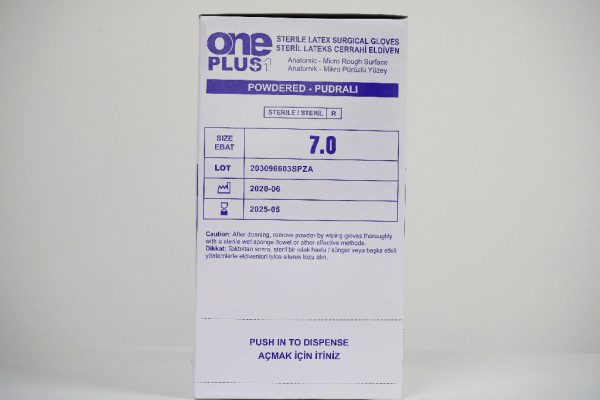 one
PLUS+1
STERILE LATEX SURGICAL GLOVES
STERİL LATEKS CERRAHİ ELDİVEN
Anatomic - Micro Rough Surface
Anatomik - Mikro Pürüzlü Yüzey
POWDERED - PUDRALI
STERILE / STERİL R
SIZE
EBAT
7.0
LOT 203096603SPZA
2020-06
2025-05
Caution: After donning, remove powder by wiping gloves thoroughly
with a sterile wet sponge /towel or other effective methods.
Dikkat: Taktıktan sonra, steril bir ıslak havlu / sünger veya başka etkili
yöntemlerle eldivenleri iyice silerek tozu alın.
PUSH IN TO DISPENSE
AÇMAK İÇİN İTİNİZ